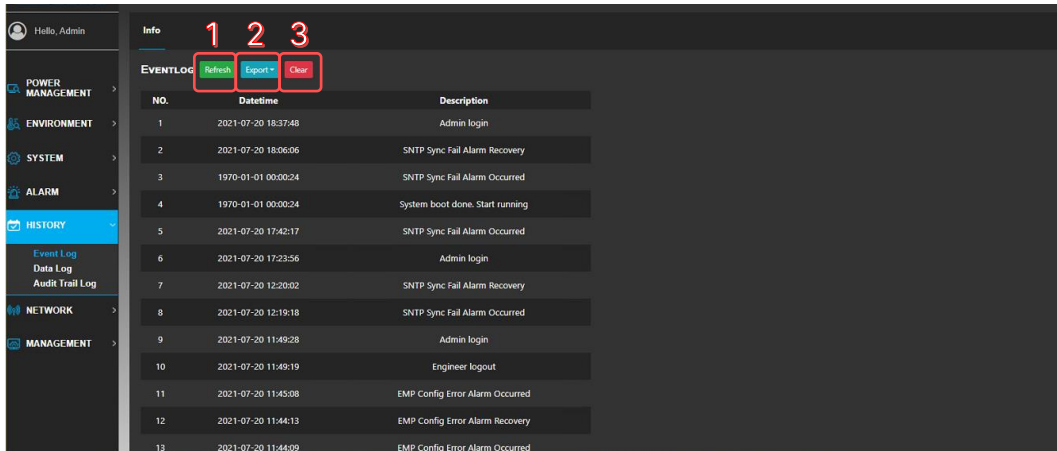 Hello, Admin
POWER
MANAGEMENT
ENVIRONMENT
SYSTEM
ALARM
HISTORY
Event Log
Data Log
Audit Trail Log
NETWORK
MANAGEMENT
Info
1 2 3
EVENTLOG Refresh Export Clear
NO. Datetime Description
1 2021-07-20 18:37:48 Admin login
2 2021-07-20 18:06:06 SNTP Sync Fail Alarm Recovery
3 1970-01-01 00:00:24 SNTP Sync Fail Alarm Occurred
4 1970-01-01 00:00:24 System boot done. Start running
5 2021-07-20 17:42:17 SNTP Sync Fail Alarm Occurred
6 2021-07-20 17:23:56 Admin login
7 2021-07-20 12:20:02 SNTP Sync Fail Alarm Recovery
8 2021-07-20 12:19:18 SNTP Sync Fail Alarm Occurred
9 2021-07-20 11:49:28 Admin login
10 2021-07-20 11:49:19 Engineer logout
11 2021-07-20 11:45:08 EMP Config Error Alarm Occurred
12 2021-07-20 11:44:13 EMP Config Error Alarm Recovery
13 2021-07-20 11:44:09 EMP Config Error Alarm Occurred